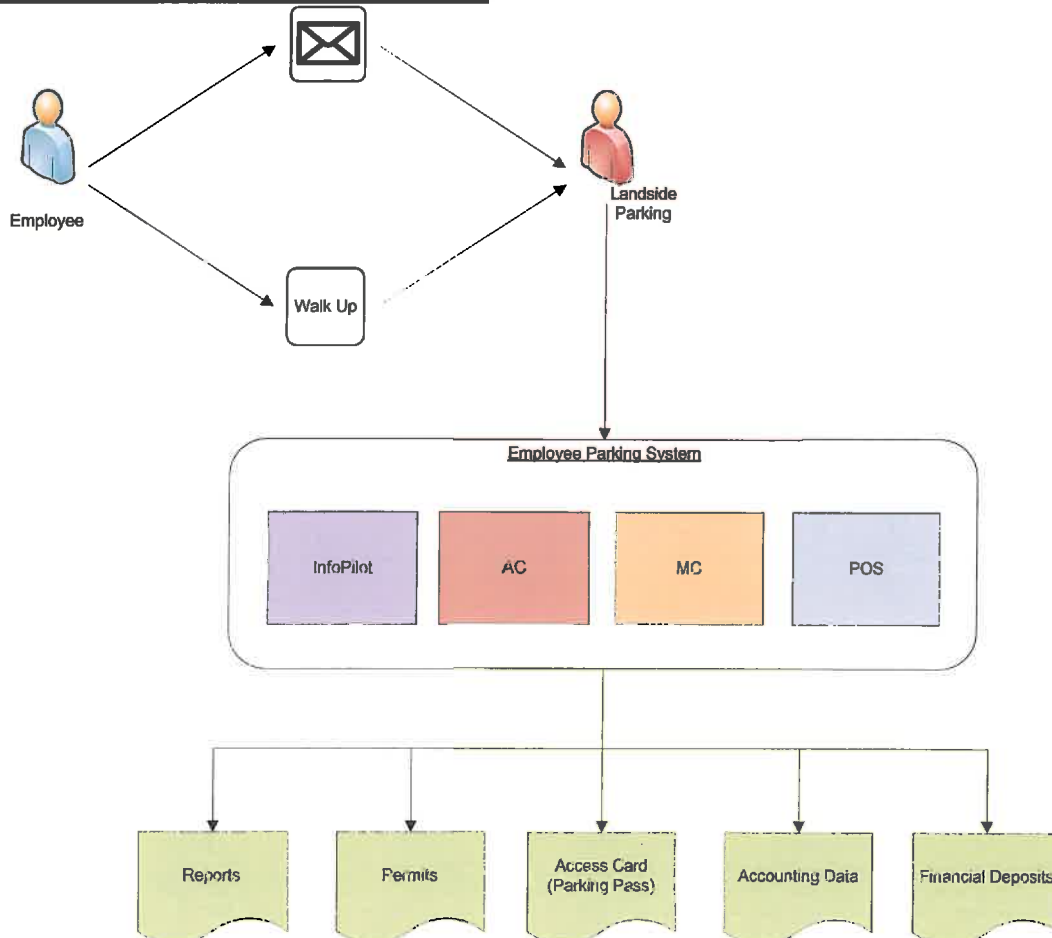 Employee
Landside
Parking
Walk Up
Employee Parking System
InfoPilot
AC
MC
POS
Reports
Permits
Access Card
(Parking Pass)
Accounting Data
Financial Deposits